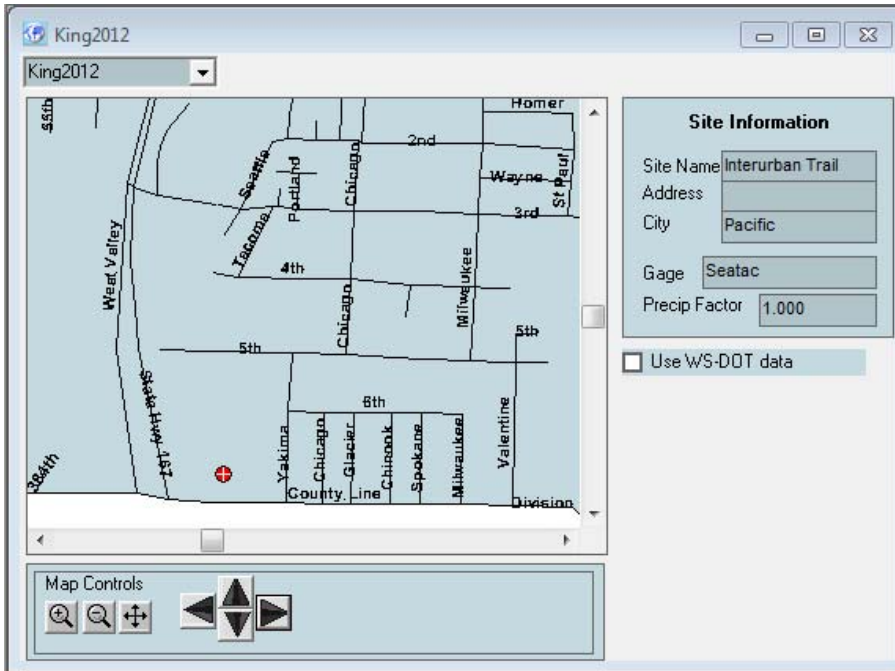 King2012
King2012
55th
Homer
2nd
Seattle
Portland
Chicago
Wayne
St Paul
3rd
West Valley
Tacoma
4th
Milwaukee
Chicago
5th
5th
State Hwy 167
6th
384th
Yakima
Chicago
Glacier
Chinook
Spokane
Milwaukee
Valentine
County Line
Division
Site Information
Site Name Interurban Trail
Address
City Pacific
Gage Seatac
Precip Factor 1.000
Use WS-DOT data
Map Controls